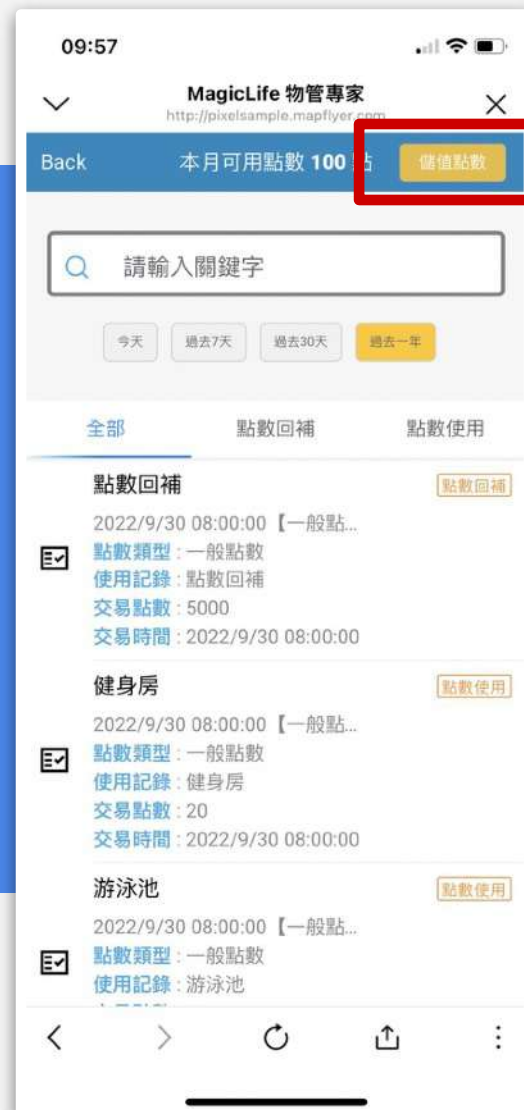 09:57
MagicLife 物管專家
http://pixelsample.mapflyer.com
Back 本月可用點數 100 點 儲值點數
請輸入關鍵字
今天 過去7天 過去30天 過去一年
全部 點數回補 點數使用
點數回補 點數回補
2022/9/30 08:00:00【一般點...
點數類型 : 一般點數
使用記錄 : 點數回補
交易點數 : 5000
交易時間 : 2022/9/30 08:00:00
健身房 點數使用
2022/9/30 08:00:00【一般點...
點數類型 : 一般點數
使用記錄 : 健身房
交易點數 : 20
交易時間 : 2022/9/30 08:00:00
游泳池 點數使用
2022/9/30 08:00:00【一般點...
點數類型 : 一般點數
使用記錄 : 游泳池